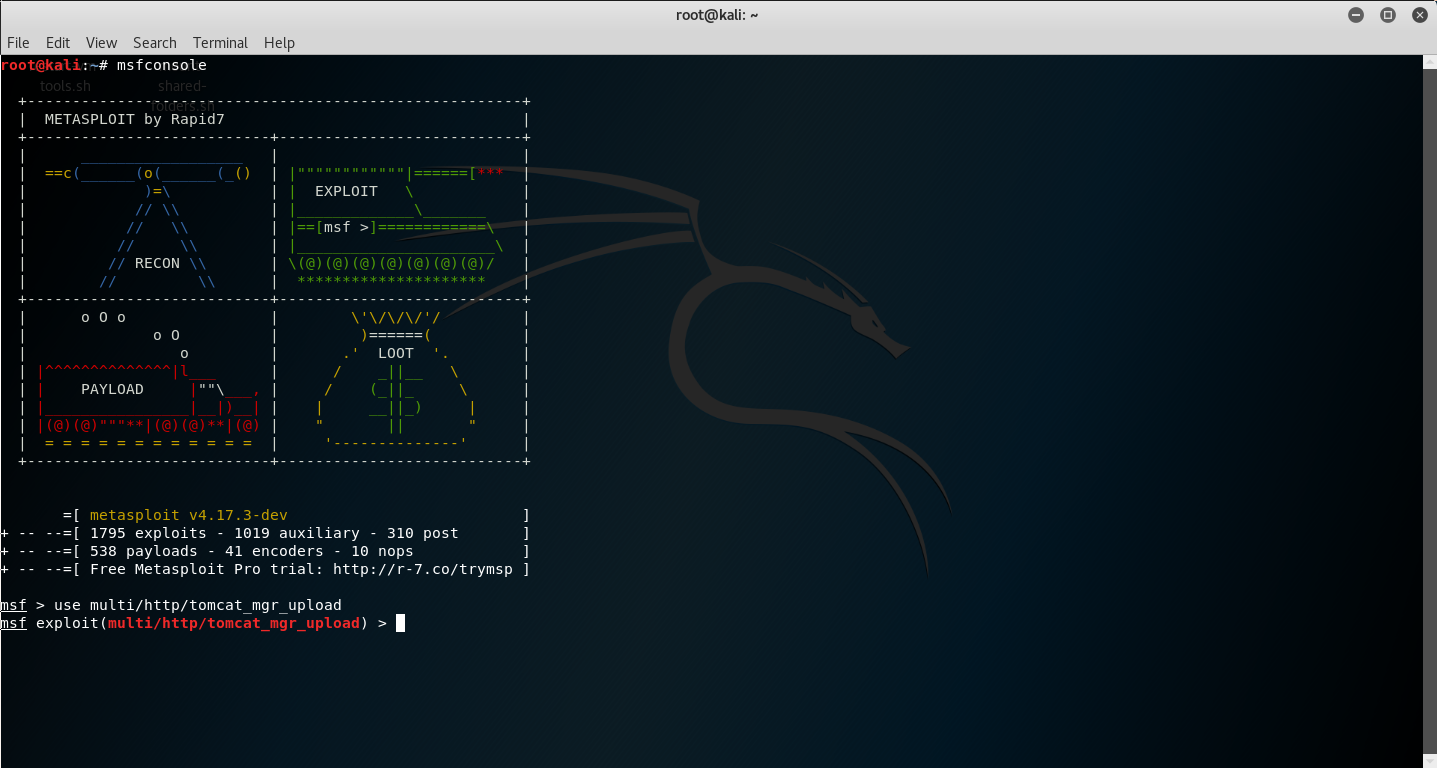 root@kali: ~
File Edit View Search Terminal Help
root@kali:~# msfconsole
tools.sh shared-
folders.sh
+-------------------------------------------------------+
|  METASPLOIT by Rapid7                                 |
+---------------------------+---------------------------+
|      __________________   |                           |
|  ==c(______(o(______(_()  | |""""""""""""|======[***  |
|             )=\           | |  EXPLOIT   \            |
|            // \\          | |_____________\_______    |
|           //   \\         | |==[msf >]============\   |
|          //     \\        | |______________________\  |
|         // RECON \\       | \(@)(@)(@)(@)(@)(@)(@)/   |
|        //         \\      |  *********************    |
+---------------------------+---------------------------+
|      o O o                |        \'\/\/\/'/         |
|              o O          |         )======(          |
|                 o         |       .'  LOOT  '.        |
| |^^^^^^^^^^^^^^|l___      |      /    _||__   \       |
| |    PAYLOAD     |""\___, |     /    (_||_     \      |
| |________________|__|)__| |    |     __||_)     |     |
| |(@)(@)"""**|(@)(@)**|(@) |    "       ||       "     |
|  = = = = = = = = = = = =  |     '--------------'      |
+---------------------------+---------------------------+
=[ metasploit v4.17.3-dev                          ]
+ -- --=[ 1795 exploits - 1019 auxiliary - 310 post       ]
+ -- --=[ 538 payloads - 41 encoders - 10 nops            ]
+ -- --=[ Free Metasploit Pro trial: http://r-7.co/trymsp ]
msf > use multi/http/tomcat_mgr_upload
msf exploit(multi/http/tomcat_mgr_upload) >